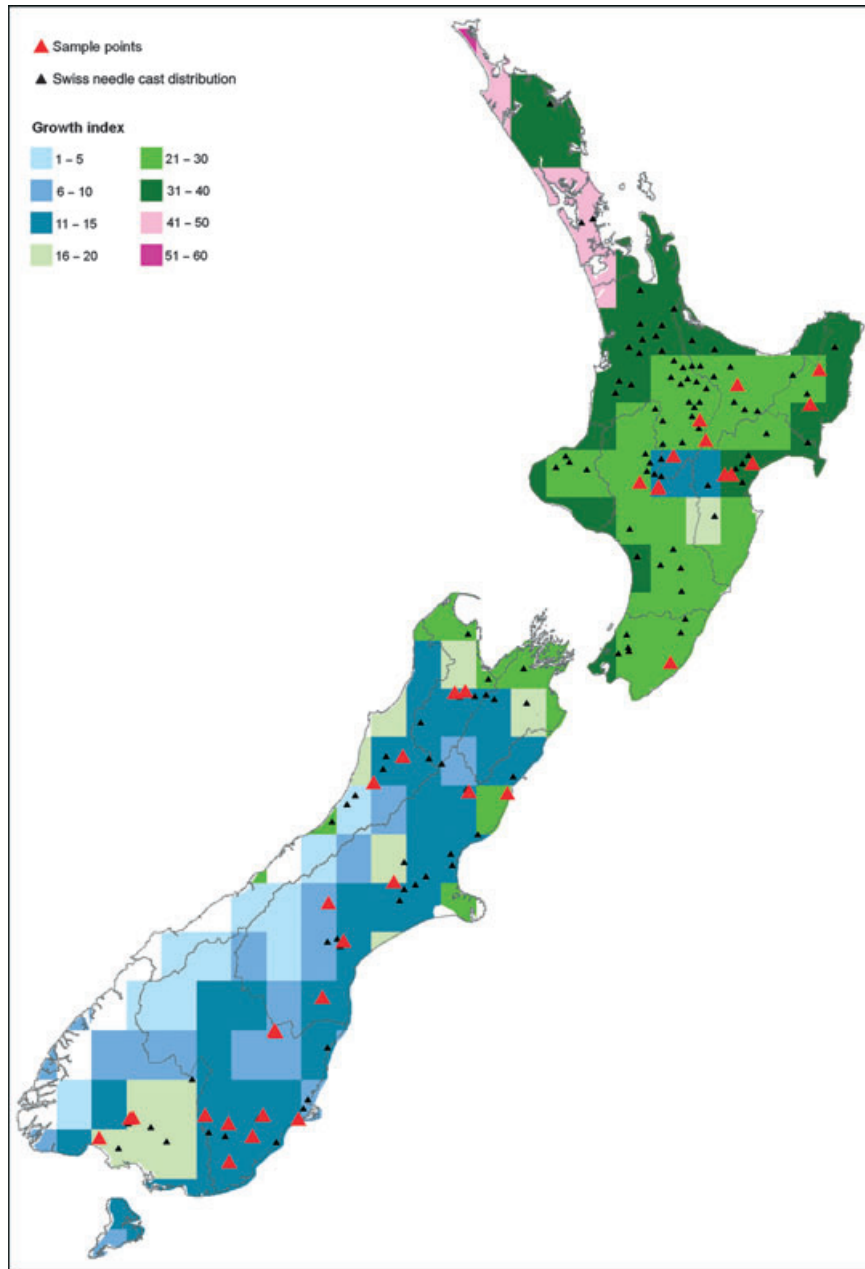 Sample points
Swiss needle cast distribution
Growth index
1 – 5
21 – 30
6 – 10
31 – 40
11 – 15
41 – 50
16 – 20
51 – 60